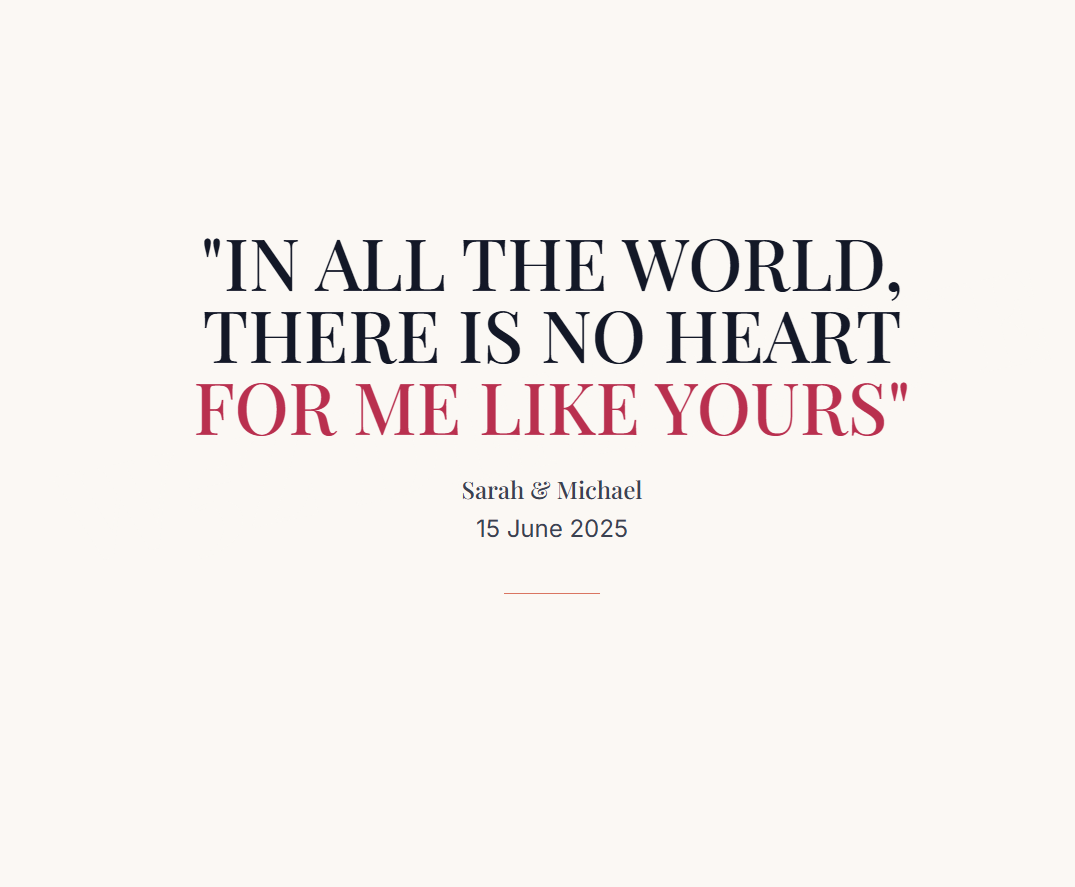 "IN ALL THE WORLD,
THERE IS NO HEART
FOR ME LIKE YOURS"
Sarah & Michael
15 June 2025